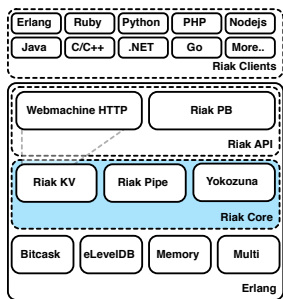 Erlang Ruby Python PHP Nodejs
Java C/C++ .NET Go More..
Riak Clients
Webmachine HTTP Riak PB
Riak API
Riak KV Riak Pipe Yokozuna
Riak Core
Bitcask eLevelDB Memory Multi
Erlang